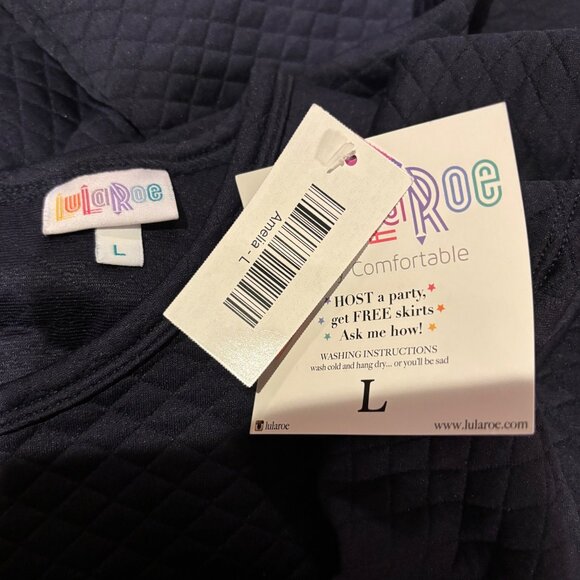 LuLaRoe
L
Amelia - L
Roe
Comfortable
HOST a party,
get FREE skirts
Ask me how!
WASHING INSTRUCTIONS
wash cold and hang dry... or you'll be sad
L
lularoe
www.lularoe.com